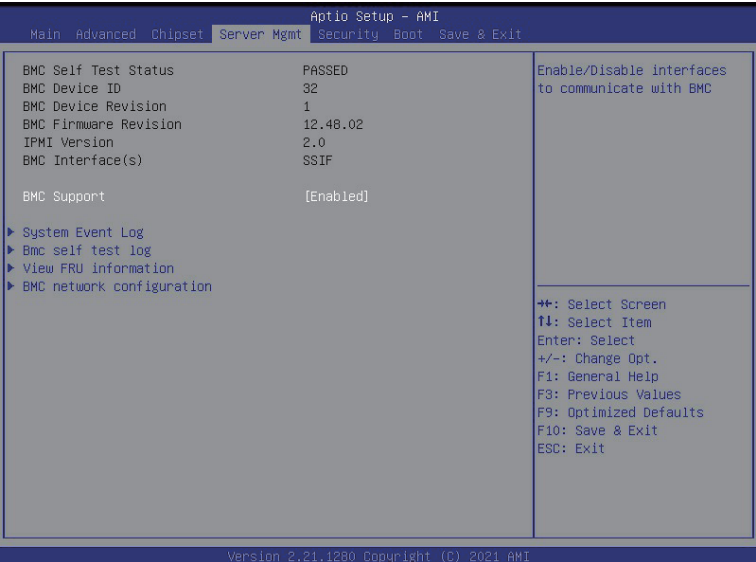 Aptio Setup - AMI
Main Advanced Chipset Server Mgmt Security Boot Save & Exit
BMC Self Test Status PASSED
BMC Device ID 32
BMC Device Revision 1
BMC Firmware Revision 12.48.02
IPMI Version 2.0
BMC Interface(s) SSIF
BMC Support [Enabled]
System Event Log
Bmc self test log
View FRU information
BMC network configuration
Enable/Disable interfaces
to communicate with BMC
→←: Select Screen
↑↓: Select Item
Enter: Select
+/-: Change Opt.
F1: General Help
F3: Previous Values
F9: Optimized Defaults
F10: Save & Exit
ESC: Exit
Version 2.21.1280 Copyright (C) 2021 AMI